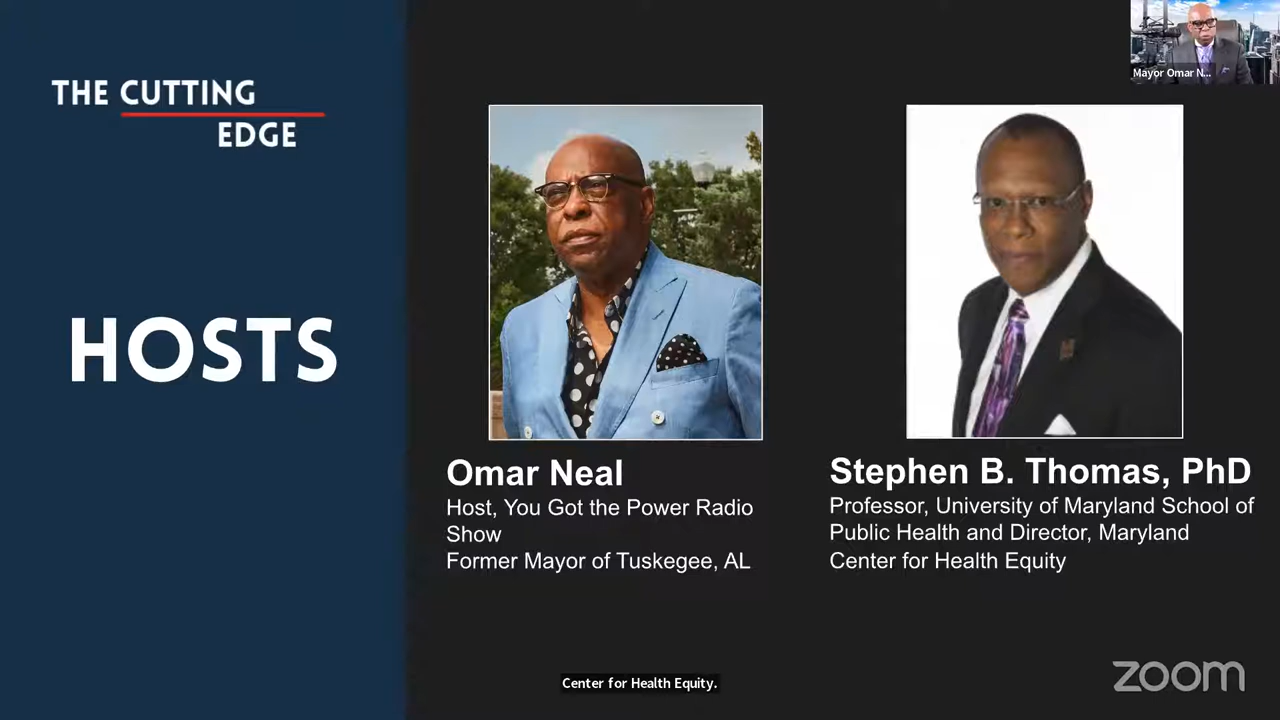 THE CUTTING
EDGE
HOSTS
Mayor Omar N...
Omar Neal
Host, You Got the Power Radio
Show
Former Mayor of Tuskegee, AL
Stephen B. Thomas, PhD
Professor, University of Maryland School of
Public Health and Director, Maryland
Center for Health Equity
Center for Health Equity.
zoom